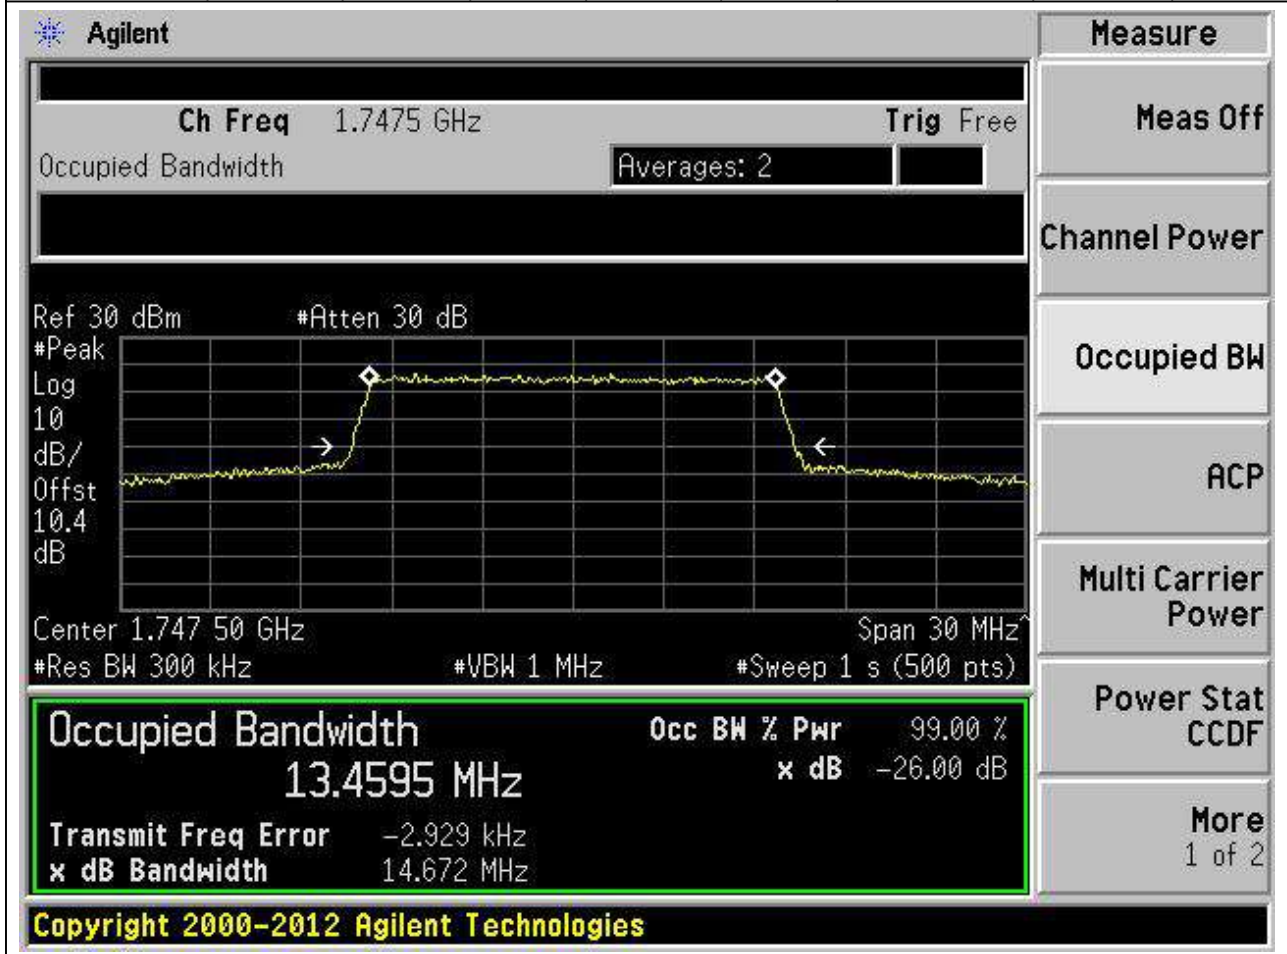 Agilent
Measure
Ch Freq 1.7475 GHz Trig Free
Occupied Bandwidth Averages: 2
Meas Off
Channel Power
Occupied BW
ACP
Multi Carrier
Power
Power Stat
CCDF
More
1 of 2
Ref 30 dBm #Atten 30 dB
#Peak
Log
10
dB/
Offst
10.4
dB
Center 1.747 50 GHz Span 30 MHz^
#Res BW 300 kHz #VBW 1 MHz #Sweep 1 s (500 pts)
Occupied Bandwidth Occ BW % Pwr 99.00 %
13.4595 MHz x dB -26.00 dB
Transmit Freq Error -2.929 kHz
x dB Bandwidth 14.672 MHz
Copyright 2000-2012 Agilent Technologies